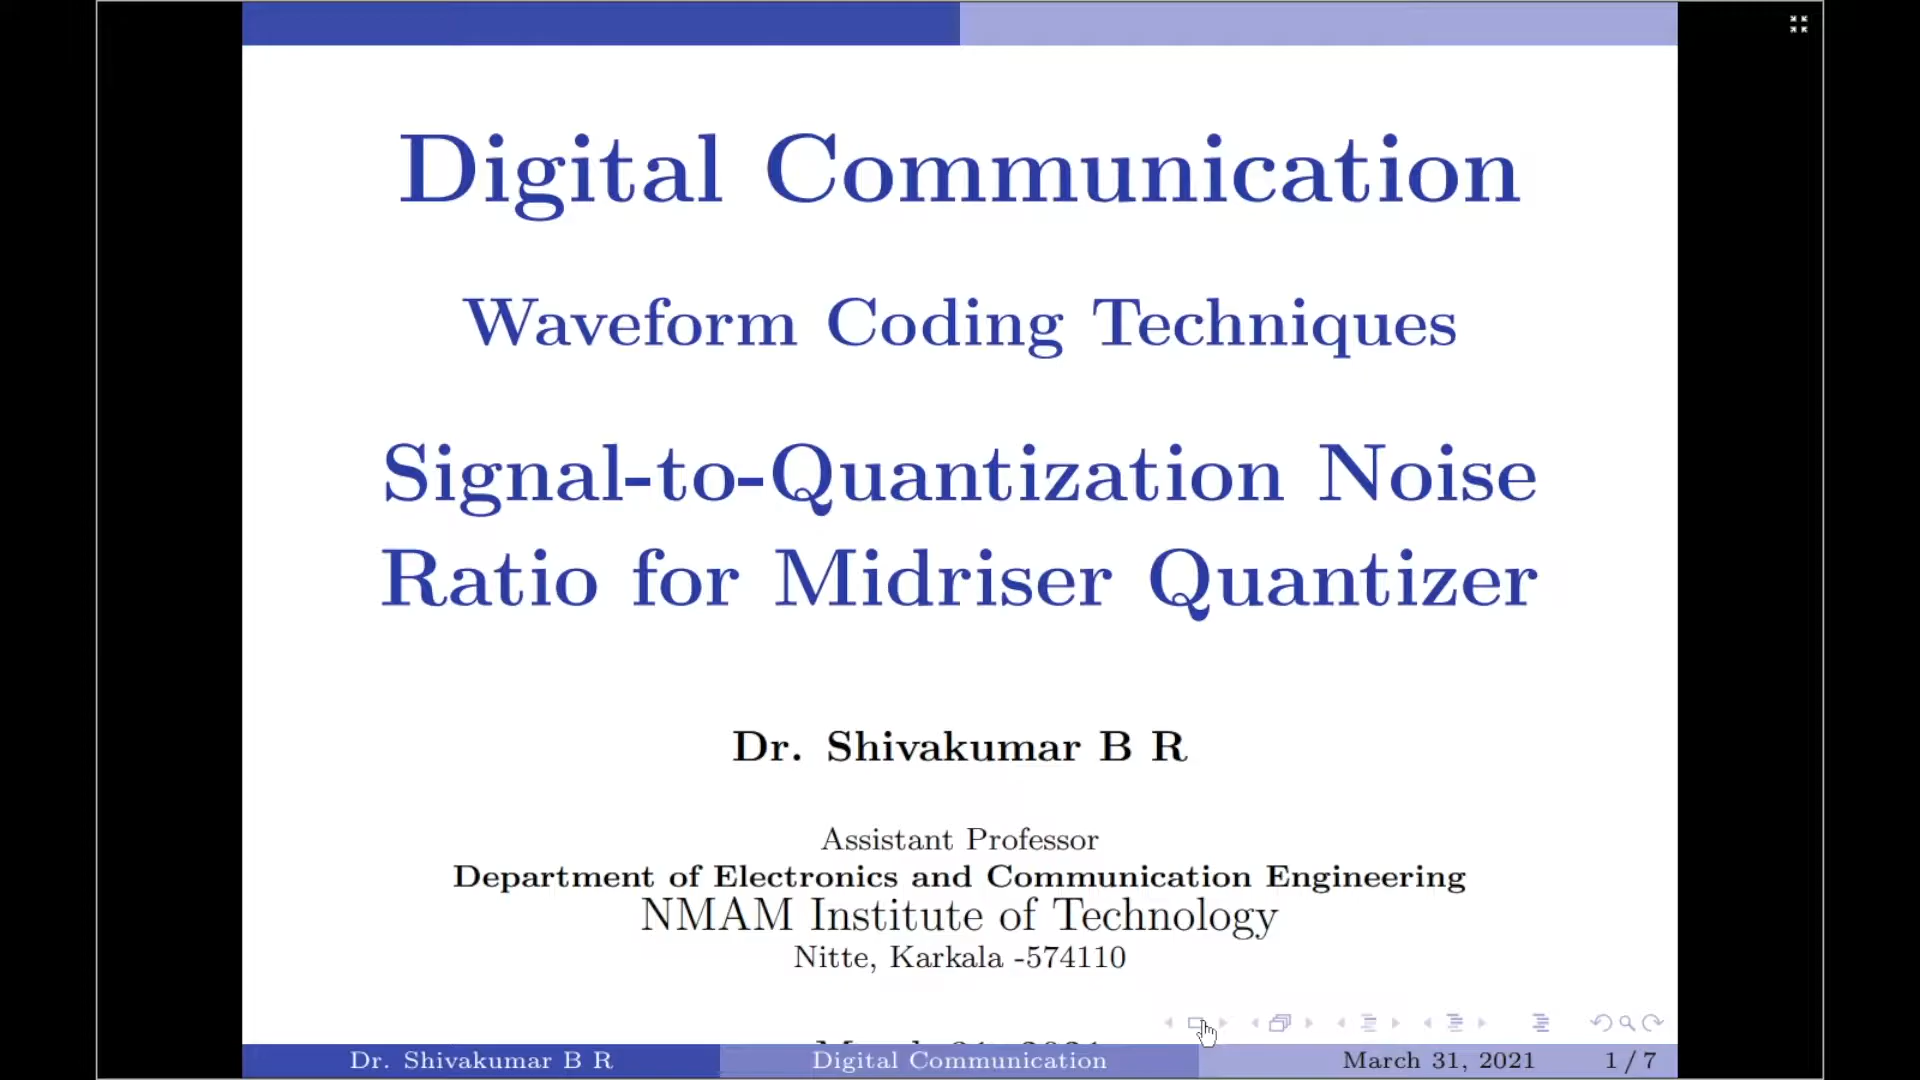 Digital Communication
Waveform Coding Techniques
Signal-to-Quantization Noise
Ratio for Midriser Quantizer
Dr. Shivakumar B R
Assistant Professor
Department of Electronics and Communication Engineering
NMAM Institute of Technology
Nitte, Karkala -574110
Dr. Shivakumar B R Digital Communication March 31, 2021 1 / 7